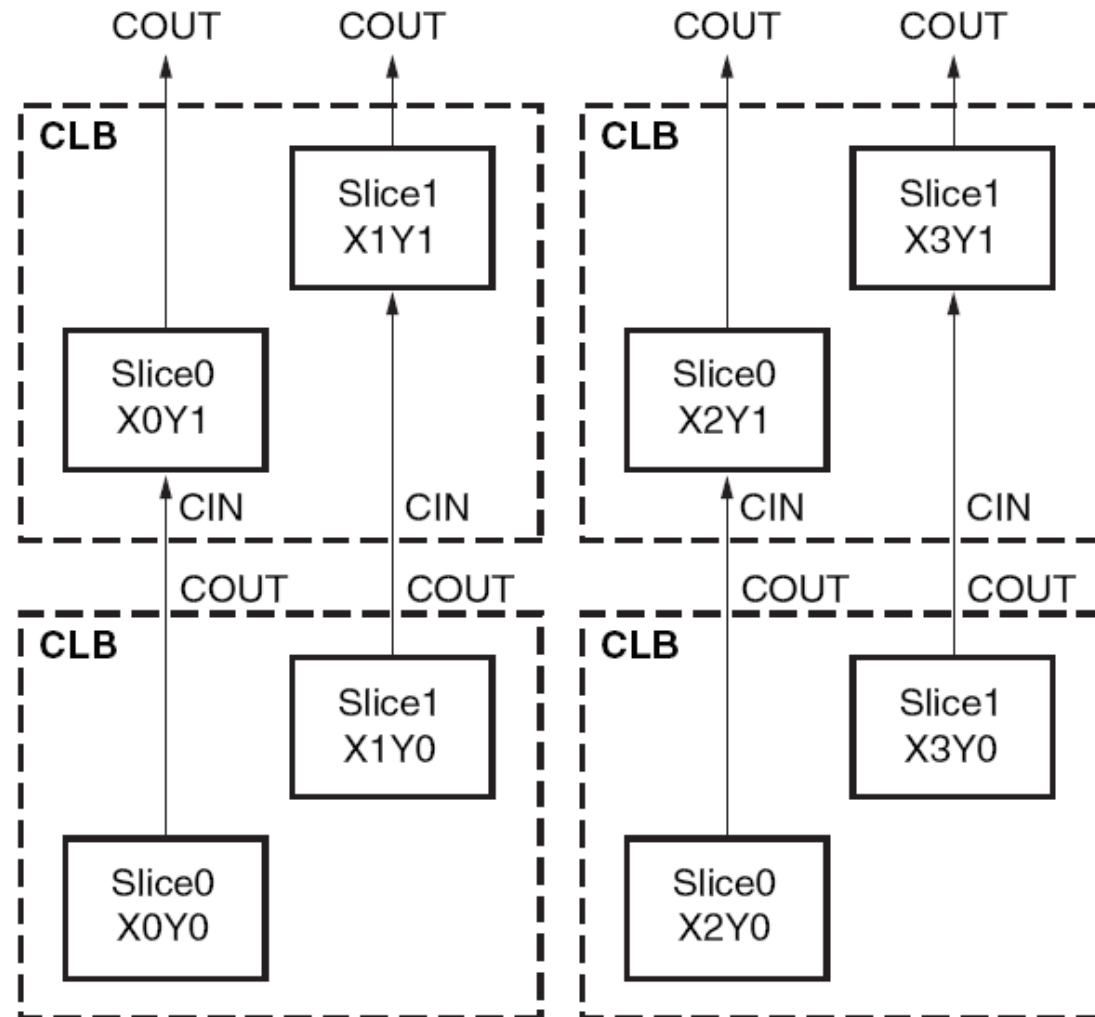 COUT COUT COUT COUT
CLB CLB
Slice1
X1Y1
Slice1
X3Y1
Slice0
X0Y1
Slice0
X2Y1
CIN CIN CIN CIN
COUT COUT COUT COUT
CLB CLB
Slice1
X1Y0
Slice1
X3Y0
Slice0
X0Y0
Slice0
X2Y0